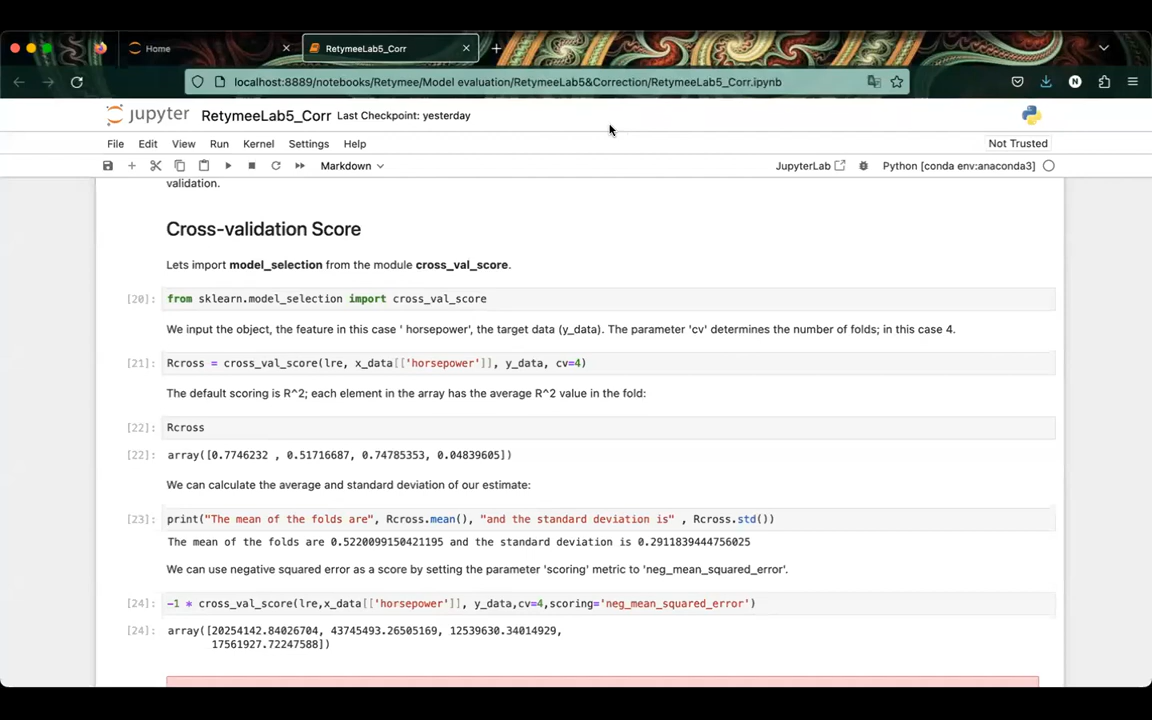 Home
RetymeeLab5_Corr
localhost:8889/notebooks/Retymee/Model evaluation/RetymeeLab5&Correction/RetymeeLab5_Corr.ipynb
N
jupyter RetymeeLab5_Corr Last Checkpoint: yesterday
File Edit View Run Kernel Settings Help
Not Trusted
Markdown
JupyterLab
Python [conda env:anaconda3]
validation.
Cross-validation Score
Lets import model_selection from the module cross_val_score.
[20]: from sklearn.model_selection import cross_val_score
We input the object, the feature in this case ' horsepower', the target data (y_data). The parameter 'cv' determines the number of folds; in this case 4.
[21]: Rcross = cross_val_score(lre, x_data[['horsepower']], y_data, cv=4)
The default scoring is R^2; each element in the array has the average R^2 value in the fold:
[22]: Rcross
[22]: array([0.7746232 , 0.51716687, 0.74785353, 0.04839605])
We can calculate the average and standard deviation of our estimate:
[23]: print("The mean of the folds are", Rcross.mean(), "and the standard deviation is" , Rcross.std())
The mean of the folds are 0.5220099150421195 and the standard deviation is 0.2911839444756025
We can use negative squared error as a score by setting the parameter 'scoring' metric to 'neg_mean_squared_error'.
[24]: -1 * cross_val_score(lre,x_data[['horsepower']], y_data,cv=4,scoring='neg_mean_squared_error')
[24]: array([20254142.84026704, 43745493.26505169, 12539630.34014929,
17561927.72247588])